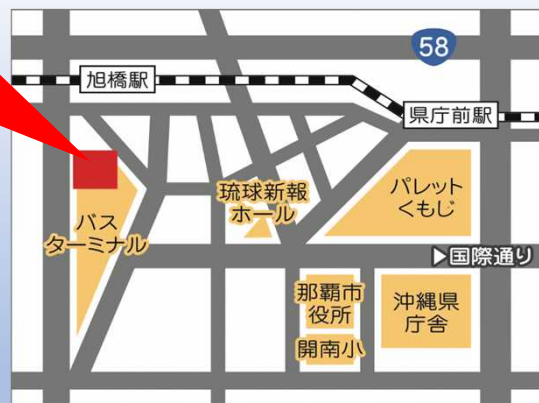 58
旭橋駅
県庁前駅
琉球新報
ホール
パレット
くもじ
バス
ターミナル
▶国際通り
那覇市
役所
沖縄県
庁舎
開南小